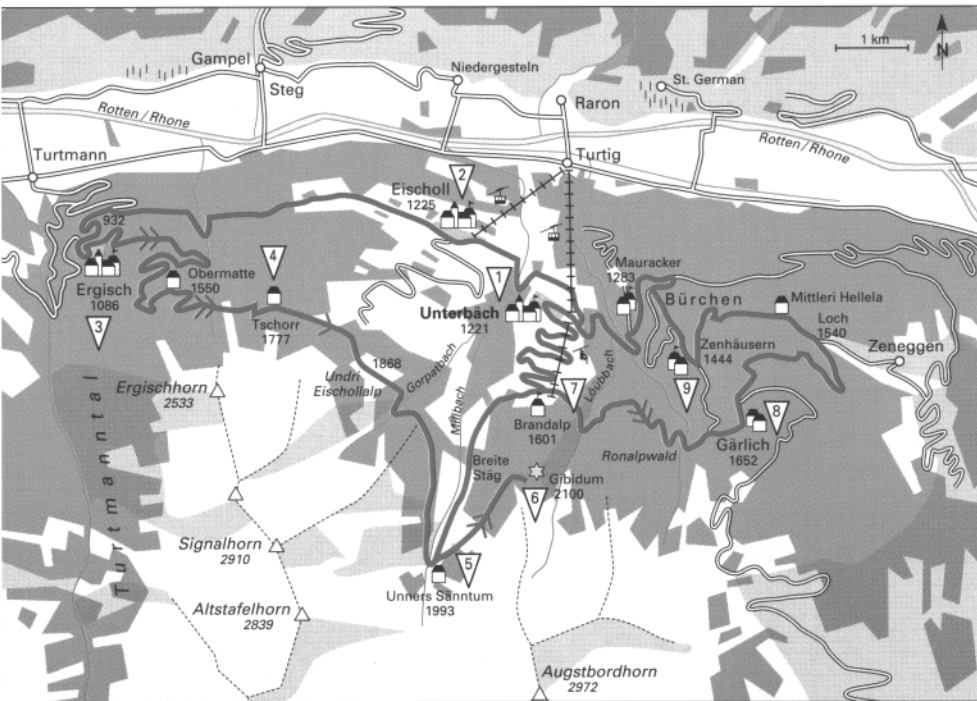 Gampel
Niedergesteln
1 km
N
Steg
St. German
Raron
Rotten / Rhone
Rotten / Rhone
Turtmann
Turtig
2
Eischoll
1225
932
4
1
Mauracker
1283
Obermatte
1550
Ergisch
1086
Unterbäch
1221
Bürchen
Mittleri Hellela
Loch
1540
3
Tschorr
1777
Zenhäusern
1444
Zeneggen
1868
Undri
Eischollalp
Gorpatbach
Milibach
Loubbach
7
9
Ergischhorn
2533
Brandalp
1601
8
Gärlich
1652
Turtmanntal
Breite
Stäg
Ronalpwald
Gibidum
2100
6
Signalhorn
2910
5
Unners Sänntum
1993
Altstafelhorn
2839
Augstbordhorn
2972